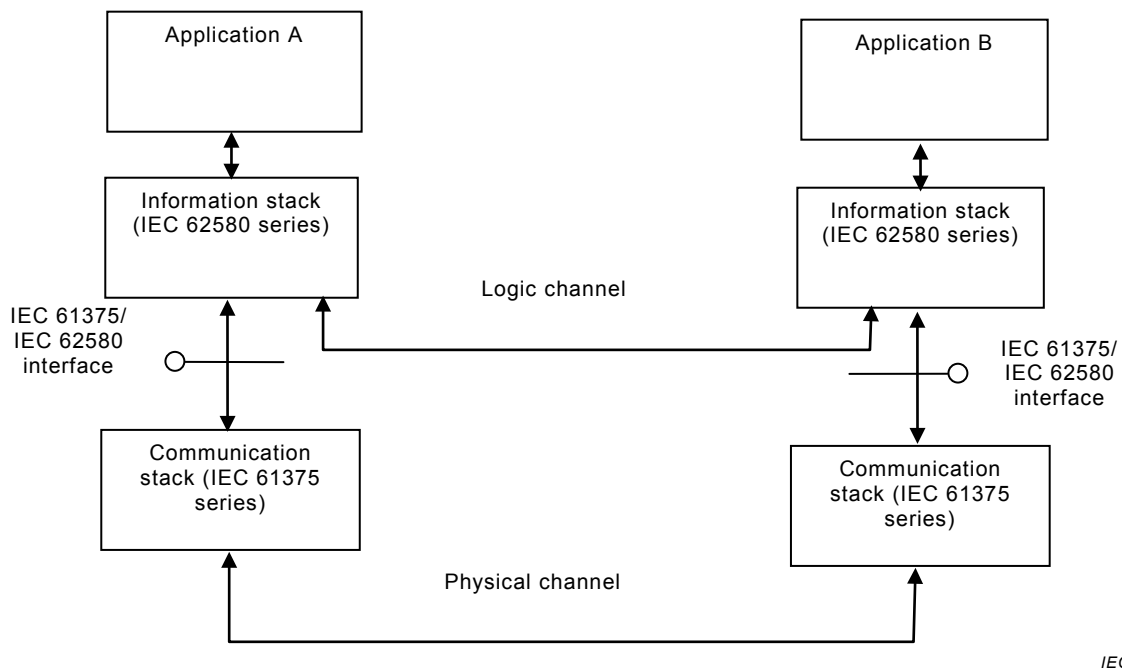 Application A
Application B
Information stack
(IEC 62580 series)
Information stack
(IEC 62580 series)
Logic channel
IEC 61375/
IEC 62580
interface
IEC 61375/
IEC 62580
interface
Communication
stack (IEC 61375
series)
Communication
stack (IEC 61375
series)
Physical channel
IEC